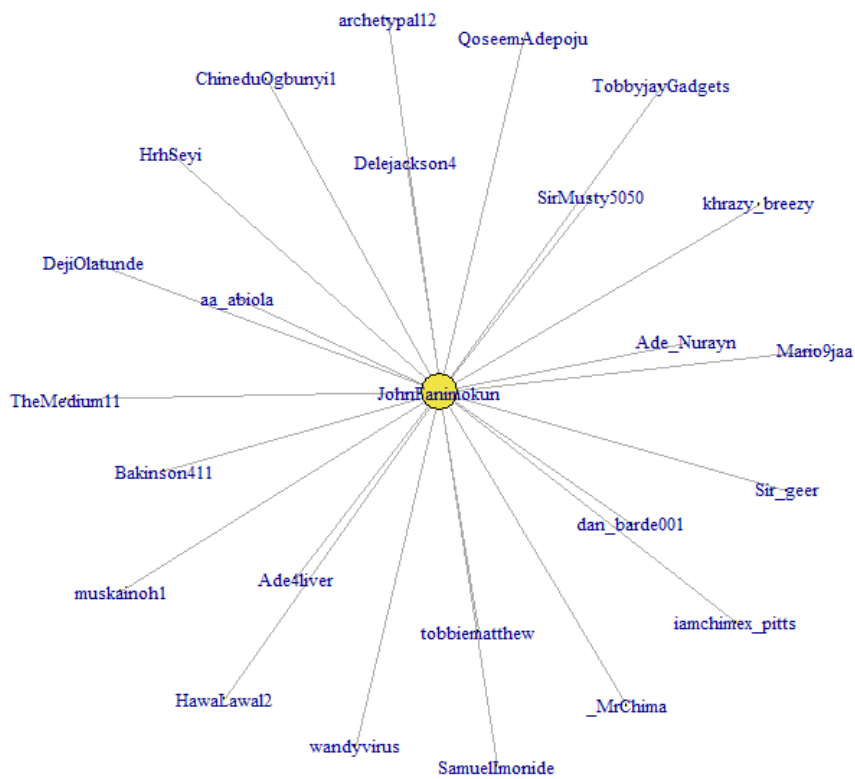 archetypal12
QoseemAdepoju
ChineduOgbunyi1
TobbyjayGadgets
HrhSeyi
Delejackson4
SirMusty5050
khrazy_breezy
DejiOlatunde
aa_abiola
Ade_Nurayn
Mario9jaa
JohnFanimokun
TheMedium11
Bakinson411
Sir_geer
dan_barde001
Ade4liver
muskainoh1
iamchimex_pitts
tobbiematthew
HawaLawal2
_MrChima
wandyvirus
SamuelImonide